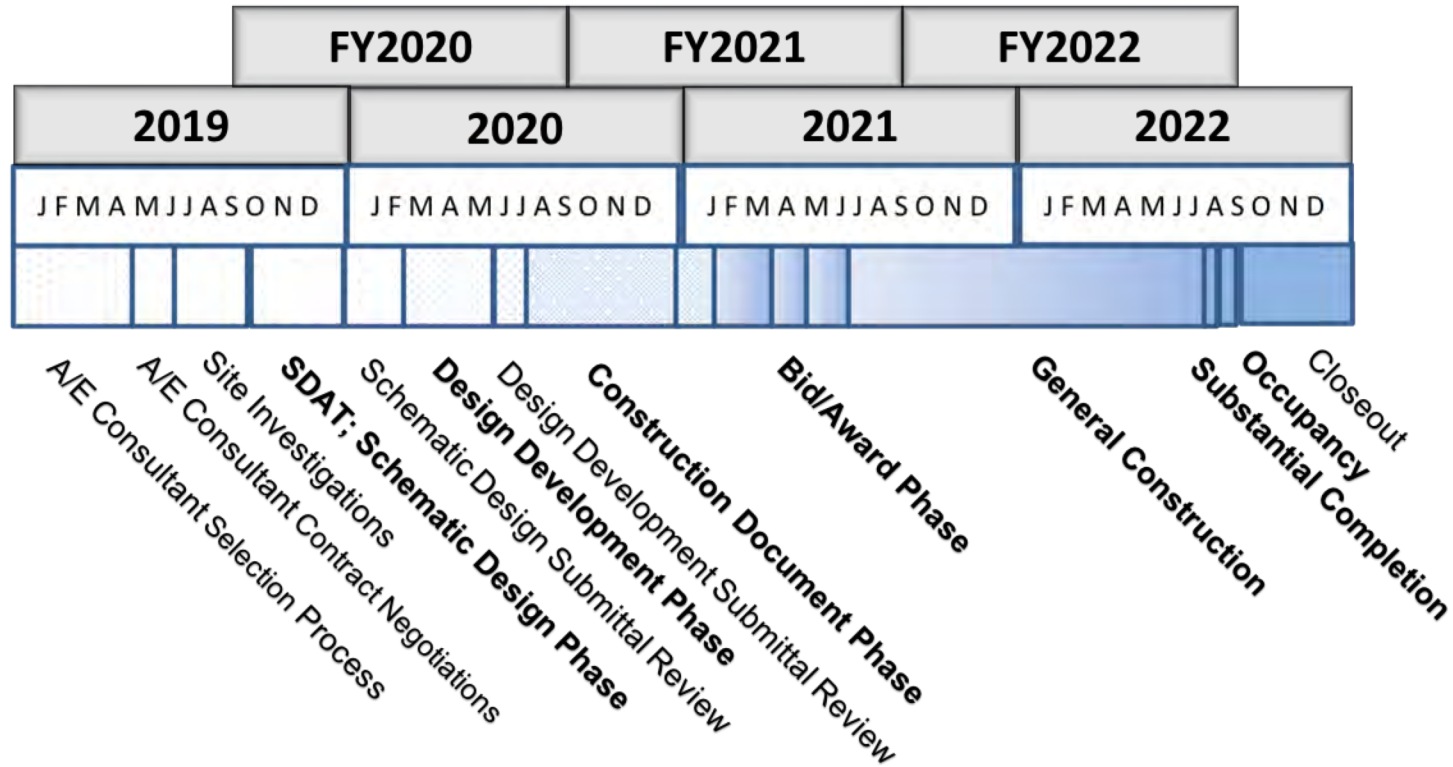 FY2020 FY2021 FY2022
2019 2020 2021 2022
J F M A M J J A S O N D J F M A M J J A S O N D J F M A M J J A S O N D J F M A M J J A S O N D
A/E Consultant Selection Process
A/E Consultant Contract Negotiations
Site Investigations
SDAT; Schematic Design Phase
Schematic Design Submittal Review
Design Development Phase
Design Development Submittal Review
Construction Document Phase
Bid/Award Phase
General Construction
Substantial Completion
Occupancy
Closeout